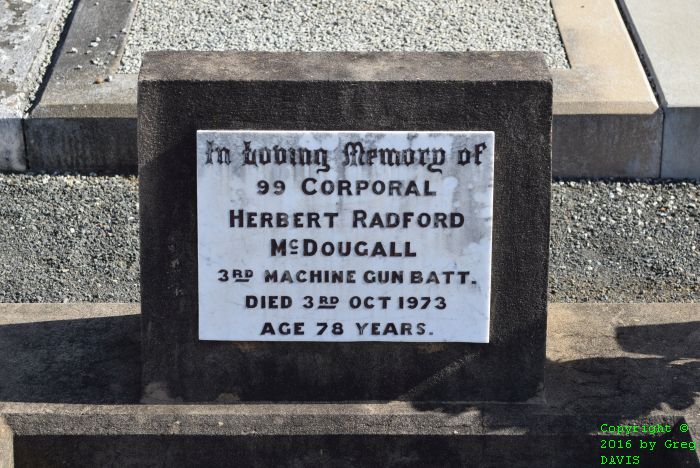 In Loving Memory of
99 CORPORAL
HERBERT RADFORD
McDOUGALL
3RD MACHINE GUN BATT.
DIED 3RD OCT 1973
AGE 78 YEARS.
Copyright ©
2016 by Greg
DAVIS